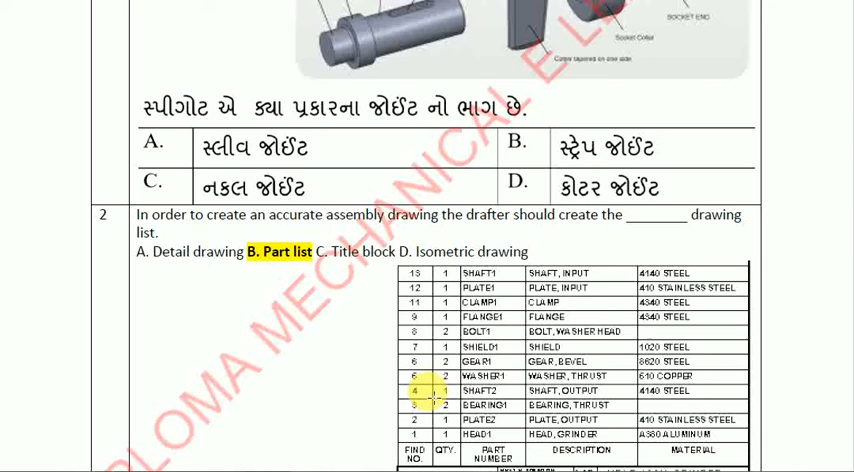 SOCKET END
Socket Collar
Cotter tapered on one side
સ્પીગોટ એ ક્યા પ્રકારના જોઈંટ નો ભાગ છે.
A. સ્લીવ જોઈંટ B. સ્ટ્રેપ જોઈંટ
C. નકલ જોઈંટ D. કોટર જોઈંટ
2 In order to create an accurate assembly drawing the drafter should create the ________ drawing
list.
A. Detail drawing B. Part list C. Title block D. Isometric drawing
13 1 SHAFT1 SHAFT, INPUT 4140 STEEL
12 1 PLATE1 PLATE, INPUT 410 STAINLESS STEEL
11 1 CLAMP1 CLAMP 4340 STEEL
9 1 FLANGE1 FLANGE 4340 STEEL
8 2 BOLT1 BOLT, WASHER HEAD
7 1 SHIELD1 SHIELD 1020 STEEL
6 2 GEAR1 GEAR, BEVEL 8620 STEEL
2 WASHER1 WASHER, THRUST 510 COPPER
4 1 SHAFT2 SHAFT, OUTPUT 4140 STEEL
3 2 BEARING1 BEARING, THRUST
2 1 PLATE2 PLATE, OUTPUT 410 STAINLESS STEEL
1 1 HEAD1 HEAD, GRINDER A380 ALUMINUM
FIND NO. QTY. PART NUMBER DESCRIPTION MATERIAL
DIPLOMA MECHANICAL E LE